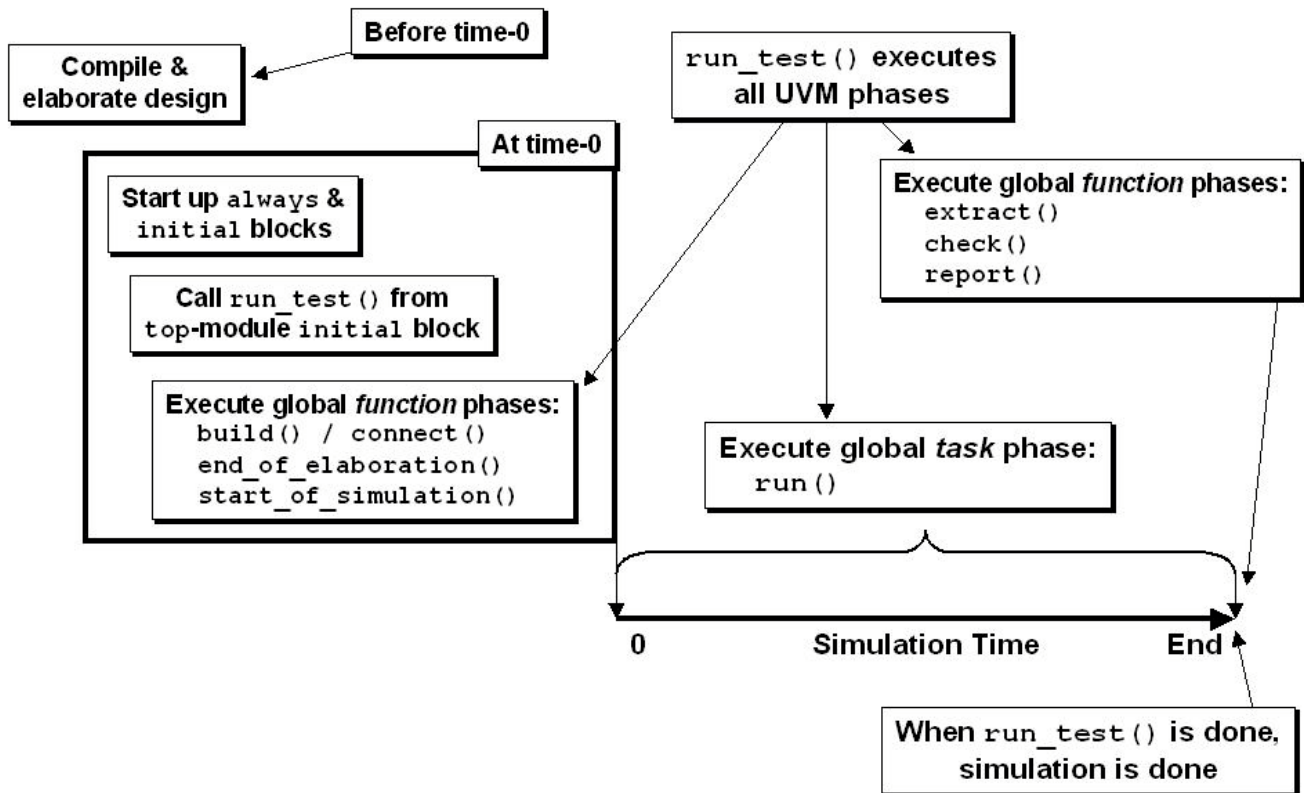 Before time-0
Compile &
elaborate design
run_test() executes
all UVM phases
At time-0
Start up always &
initial blocks
Call run_test() from
top-module initial block
Execute global function phases:
build() / connect()
end_of_elaboration()
start_of_simulation()
Execute global function phases:
extract()
check()
report()
Execute global task phase:
run()
0 Simulation Time End
When run_test() is done,
simulation is done